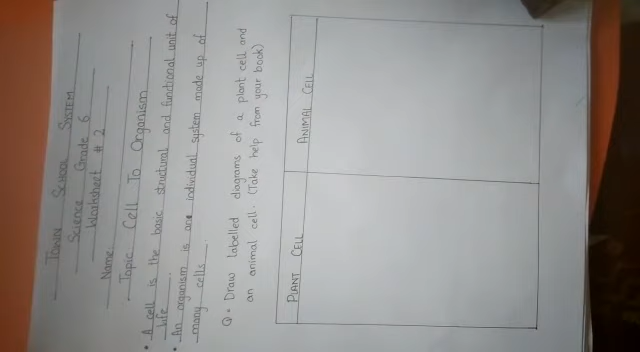 TOWN SCHOOL SYSTEM
Science Grade 6
Worksheet # 2
Name:
Topic: Cell To Organism
• A cell is the basic structural and functional unit of
life.
• An organism is one individual system made up of
many cells.
Q. Draw labelled diagrams of a plant cell and
an animal cell. (Take help from your book)
PLANT CELL ANIMAL CELL